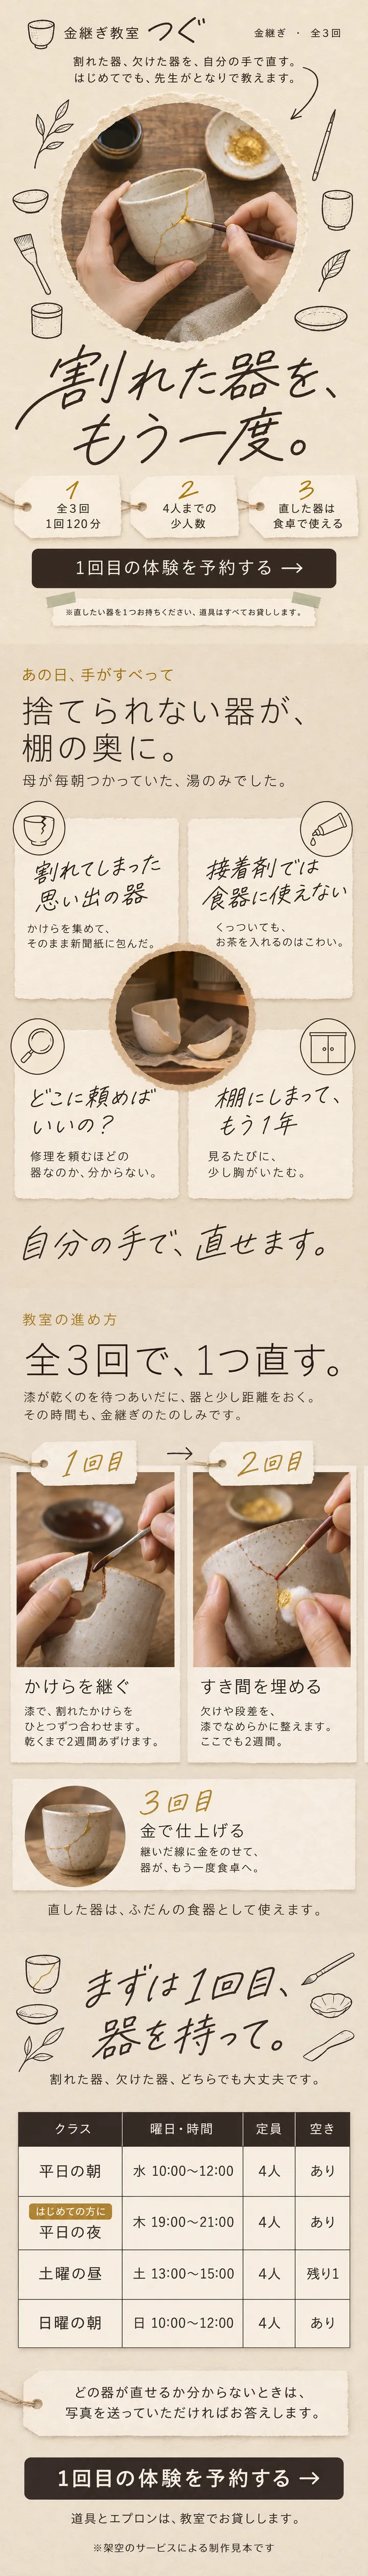 金継ぎ教室 つぐ
金継ぎ ・ 全3回
割れた器、欠けた器を、自分の手で直す。
はじめてでも、先生がとなりで教えます。
割れた器を、
もう一度。
1
全3回
1回120分
2
4人までの
少人数
3
直した器は
食卓で使える
1回目の体験を予約する →
※直したい器を1つお持ちください、道具はすべてお貸しします。
あの日、手がすべって
捨てられない器が、
棚の奥に。
母が毎朝つかっていた、湯のみでした。
割れてしまった
思い出の器
かけらを集めて、
そのまま新聞紙に包んだ。
接着剤では
食器に使えない
くっついても、
お茶を入れるのはこわい。
どこに頼めば
いいの？
修理を頼むほどの
器なのか、分からない。
棚にしまって、
もう1年
見るたびに、
少し胸がいたむ。
自分の手で、直せます。
教室の進め方
全3回で、1つ直す。
漆が乾くのを待つあいだに、器と少し距離をおく。
その時間も、金継ぎのたのしみです。
1回目
→
2回目
かけらを継ぐ
漆で、割れたかけらを
ひとつずつ合わせます。
乾くまで2週間あずけます。
すき間を埋める
欠けや段差を、
漆でなめらかに整えます。
ここでも2週間。
3回目
金で仕上げる
継いだ線に金をのせて、
器が、もう一度食卓へ。
直した器は、ふだんの食器として使えます。
まずは1回目、
器を持って。
割れた器、欠けた器、どちらでも大丈夫です。
クラス 曜日・時間 定員 空き
平日の朝 水 10:00〜12:00 4人 あり
はじめての方に
平日の夜 木 19:00〜21:00 4人 あり
土曜の昼 土 13:00〜15:00 4人 残り1
日曜の朝 日 10:00〜12:00 4人 あり
どの器が直せるか分からないときは、
写真を送っていただければお答えします。
1回目の体験を予約する →
道具とエプロンは、教室でお貸しします。
※架空のサービスによる制作見本です